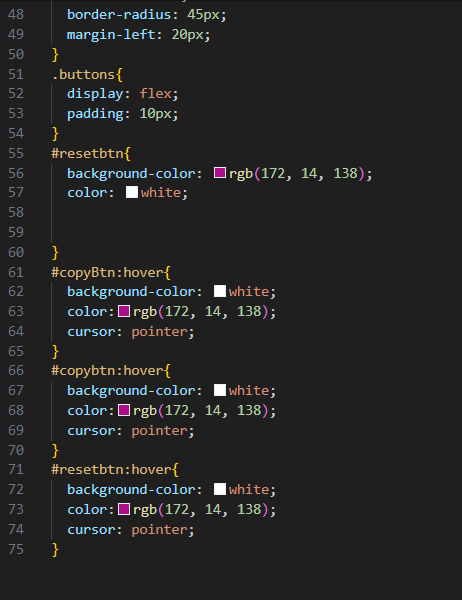 48 border-radius: 45px;
49 margin-left: 20px;
50 }
51 .buttons{
52 display: flex;
53 padding: 10px;
54 }
55 #resetbtn{
56 background-color: rgb(172, 14, 138);
57 color: white;
58
59
60 }
61 #copyBtn:hover{
62 background-color: white;
63 color:rgb(172, 14, 138);
64 cursor: pointer;
65 }
66 #copybtn:hover{
67 background-color: white;
68 color:rgb(172, 14, 138);
69 cursor: pointer;
70 }
71 #resetbtn:hover{
72 background-color: white;
73 color:rgb(172, 14, 138);
74 cursor: pointer;
75 }